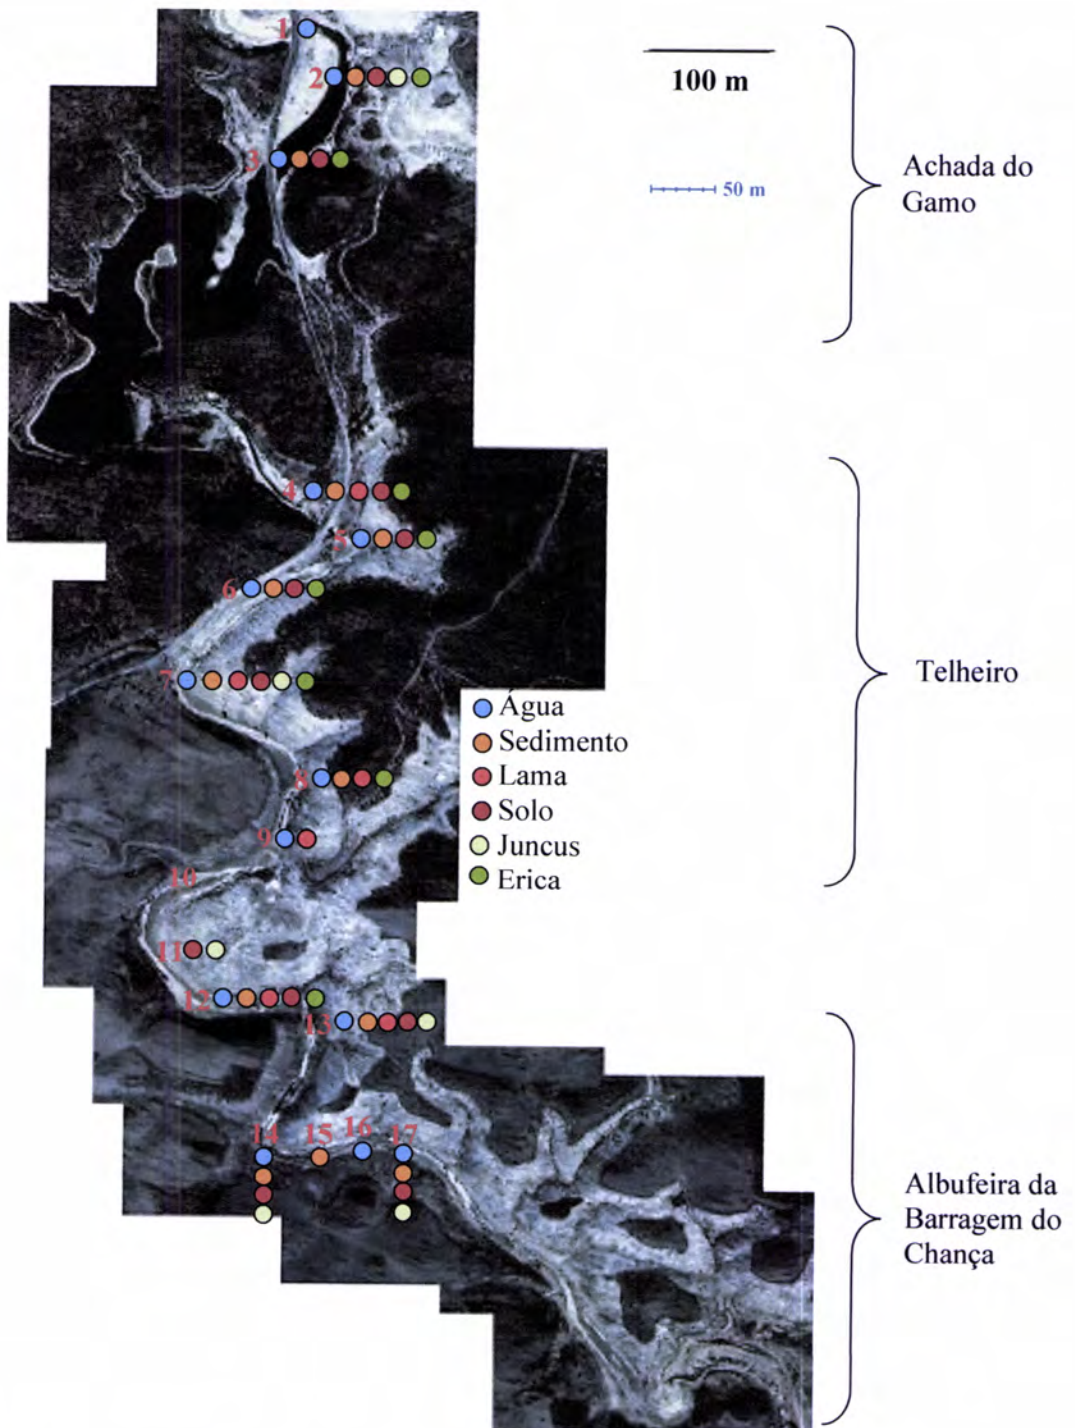 1
2
3
100 m
50 m
Achada do
Gamo
4
5
6
7
8
9
10
11
12
Telheiro
Água
Sedimento
Lama
Solo
Juncus
Erica
13
14
15
16
17
Albufeira da
Barragem do
Chança